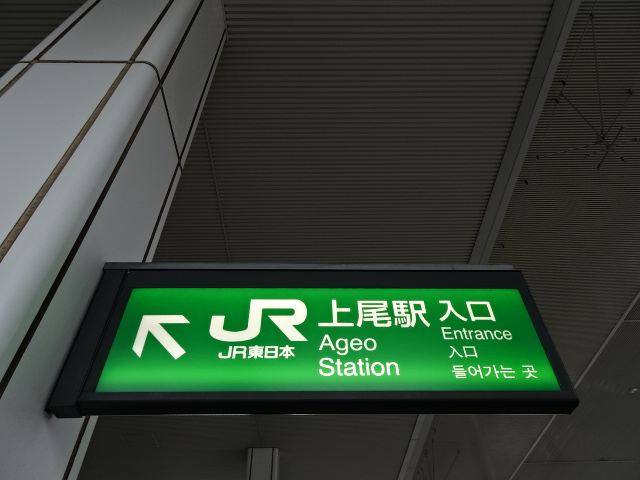 JR 上尾駅 入口
JR東日本 Ageo Station Entrance
入口
들어가는 곳